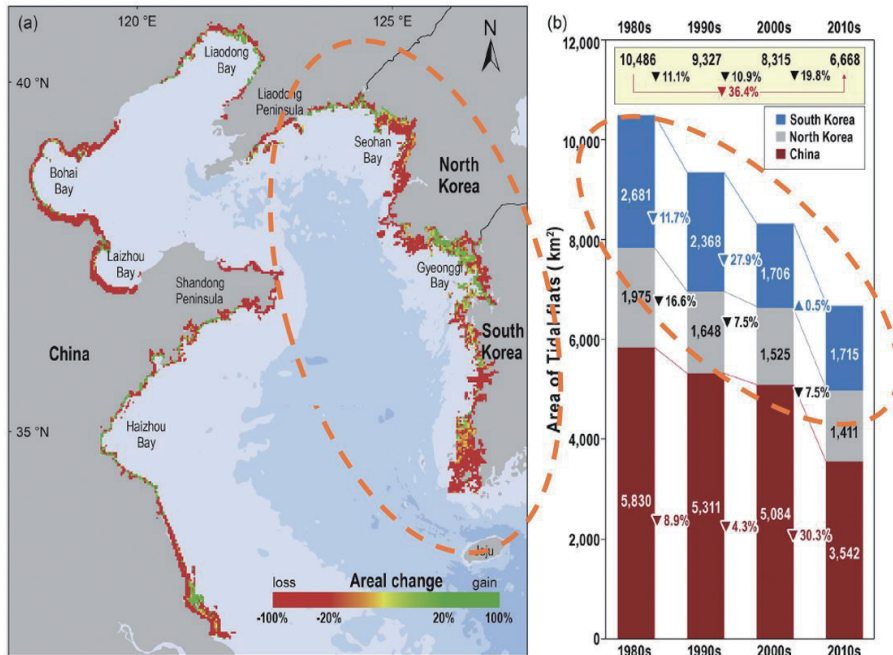 (a)
120 °E
125 °E
40 °N
35 °N
N
Liaodong
Bay
Liaodong
Peninsula
Seohan
Bay
North
Korea
Bohai
Bay
Laizhou
Bay
Shandong
Peninsula
Gyeonggi
Bay
South
Korea
China
Haizhou
Bay
Jeju
loss Areal change gain
-100% -20% 20% 100%
(b)
1980s 1990s 2000s 2010s
12,000
10,486 9,327 8,315 6,668
▼11.1% ▼10.9% ▼19.8%
▼36.4%
South Korea
North Korea
China
10,000
8,000
6,000
4,000
2,000
0
Area of Tidal flats (km²)
2,681 2,368 1,706 1,715
▽11.7% ▽27.9% ▲0.5%
1,975 1,648 1,525 1,411
▼16.6% ▼7.5% ▼7.5%
5,830 5,311 5,084 3,542
▽8.9% ▽4.3% ▽30.3%
1980s 1990s 2000s 2010s